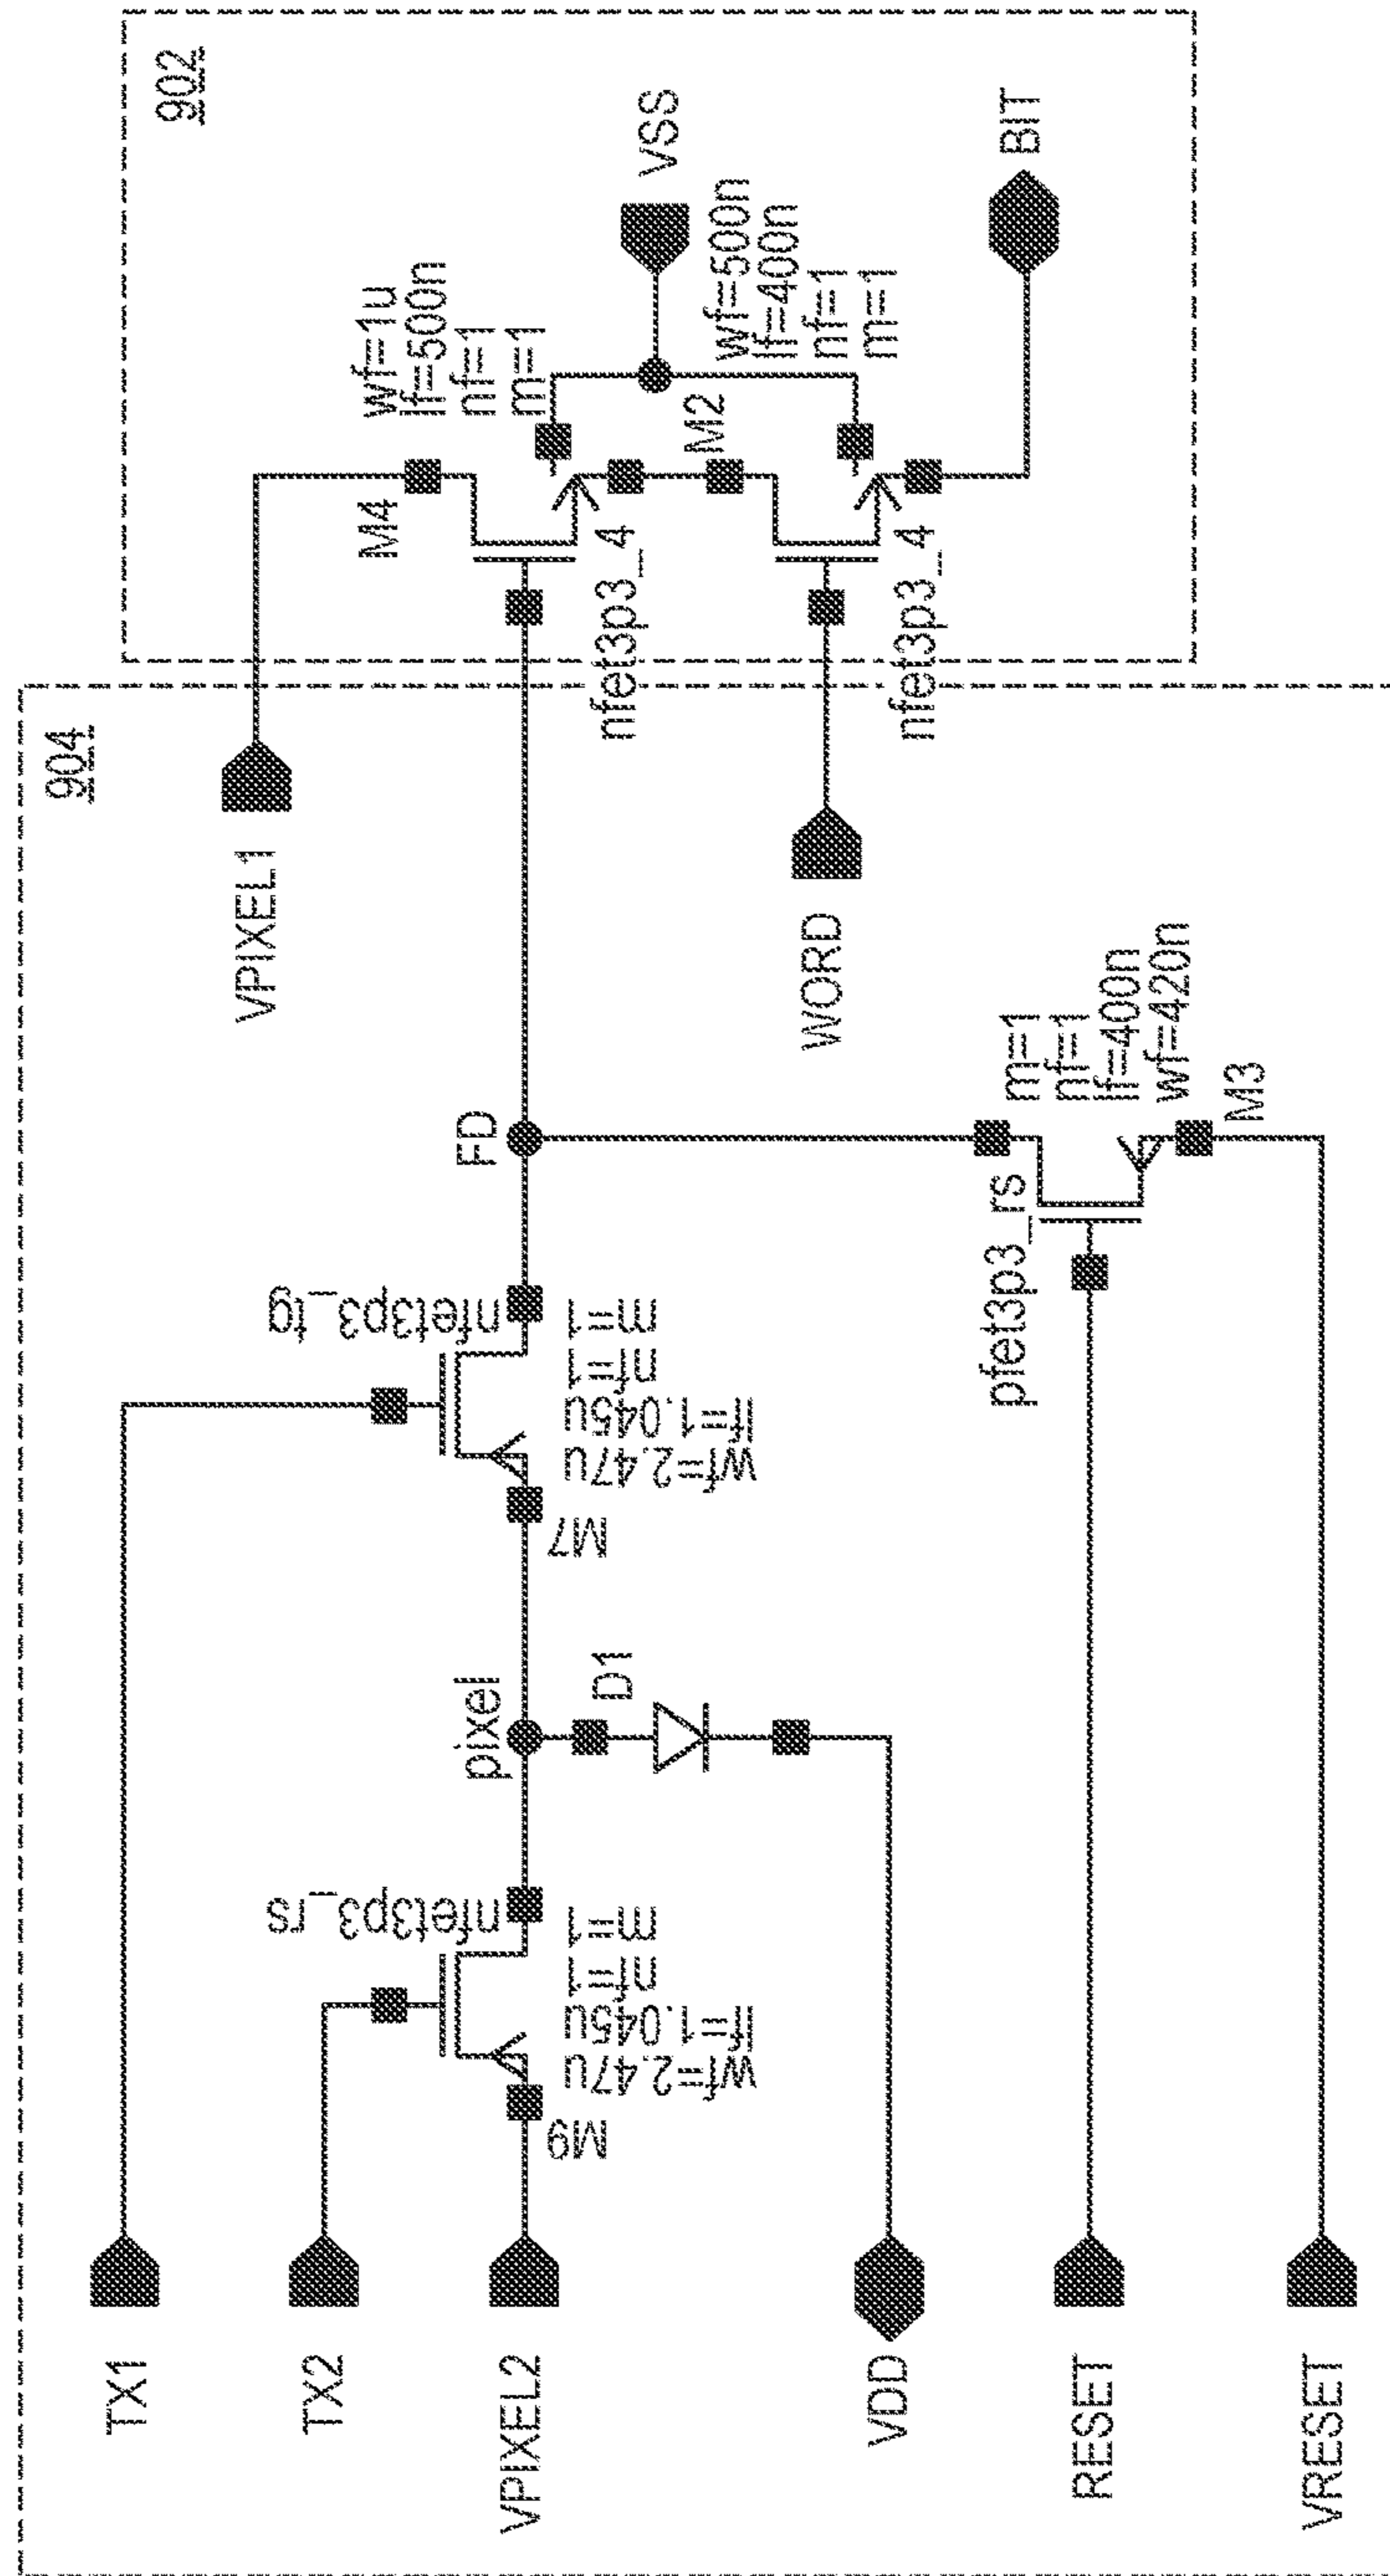 904
902
TX1
TX2
VPIXEL2
VDD
RESET
VRESET
M9
nfet3p3_rs
wf=2.47u
lf=1.045u
nf=1
m=1
pixel
D1
M7
nfet3p3_tg
wf=2.47u
lf=1.045u
nf=1
m=1
FD
pfet3p3_rs
m=1
nf=1
lf=400n
wf=420n
M3
VPIXEL1
WORD
M4
wf=1u
lf=500n
nf=1
m=1
nfet3p3_4
M2
wf=500n
lf=400n
nf=1
m=1
nfet3p3_4
VSS
BIT